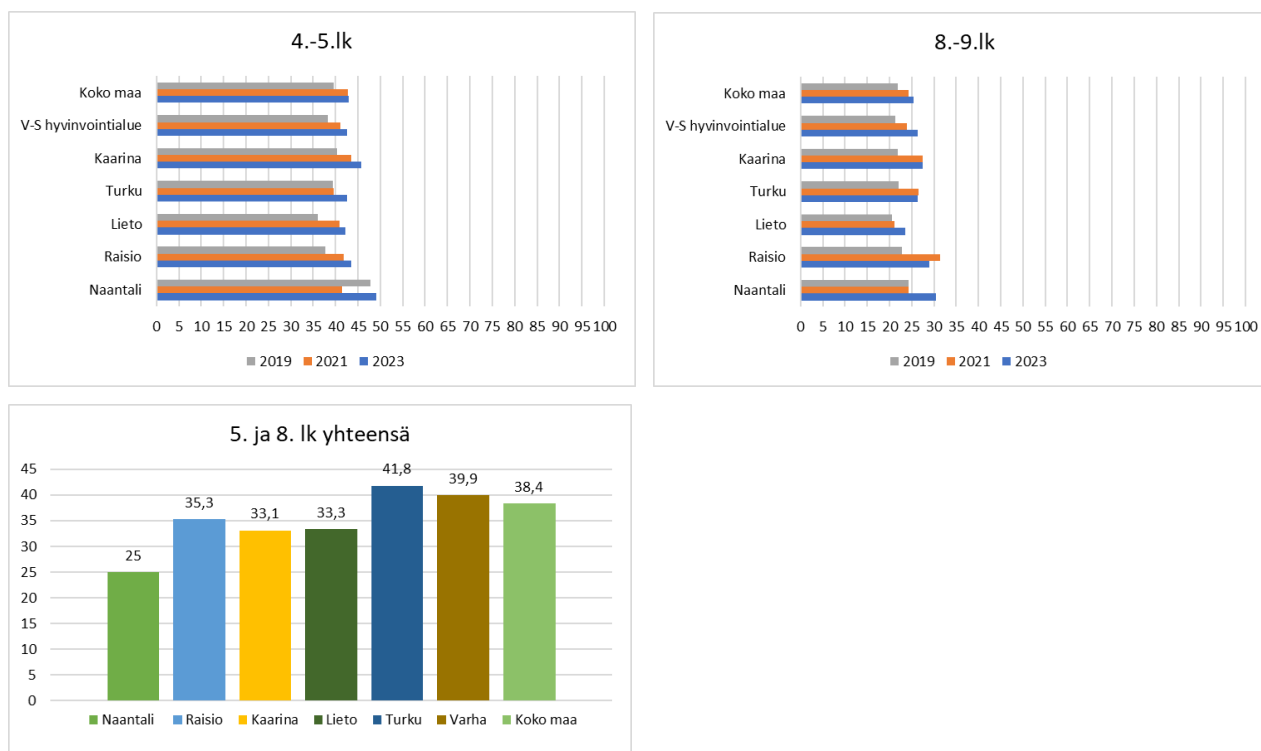 4.-5.lk
Koko maa
V-S hyvinvointialue
Kaarina
Turku
Lieto
Raisio
Naantali
0 5 10 15 20 25 30 35 40 45 50 55 60 65 70 75 80 85 90 95 100
2019 2021 2023
8.-9.lk
Koko maa
V-S hyvinvointialue
Kaarina
Turku
Lieto
Raisio
Naantali
0 5 10 15 20 25 30 35 40 45 50 55 60 65 70 75 80 85 90 95 100
2019 2021 2023
5. ja 8. lk yhteensä
45
40
35
30
25
20
15
10
5
0
25
35,3
33,1
33,3
41,8
39,9
38,4
Naantali Raisio Kaarina Lieto Turku Varha Koko maa